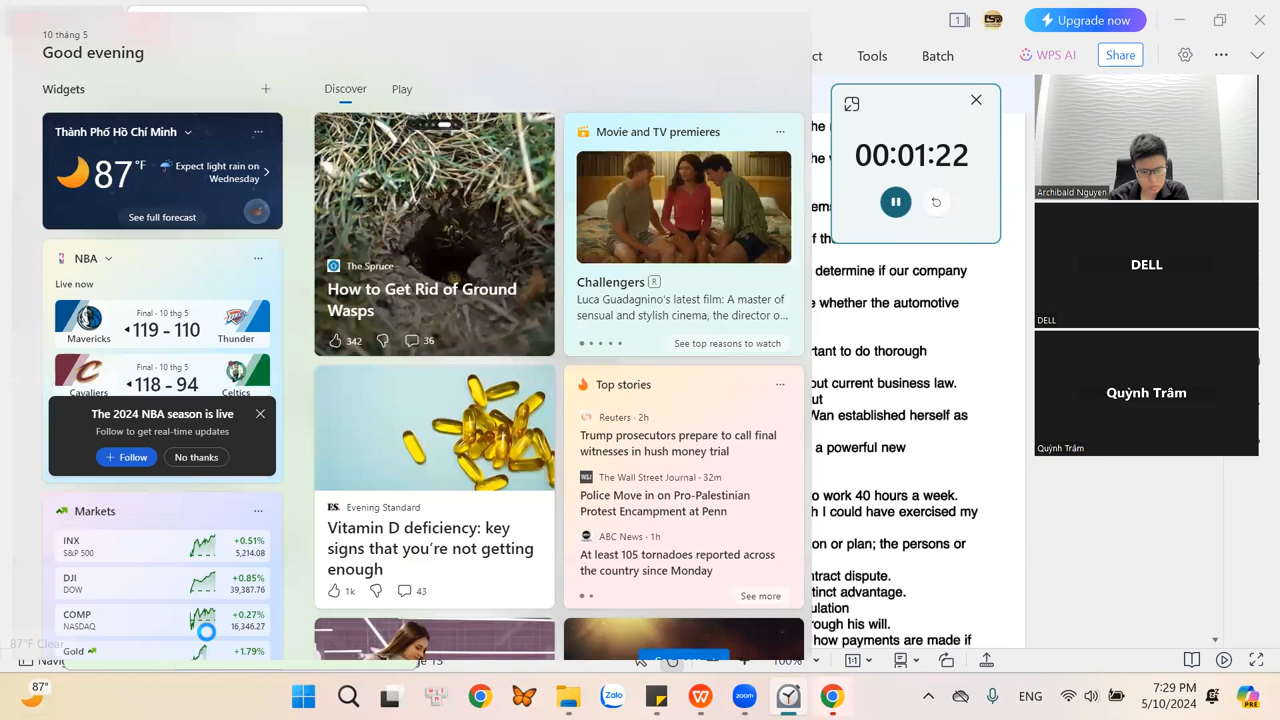 10 tháng 5
Good evening
Widgets
Discover
Play
Thành Phố Hồ Chí Minh
87 °F
Expect light rain on
Wednesday
See full forecast
NBA
Live now
Final · 10 thg 5
119 - 110
Mavericks
Thunder
Final · 10 thg 5
118 - 94
Cavaliers
Celtics
The 2024 NBA season is live
Follow to get real-time updates
Follow
No thanks
Markets
INX
S&P 500
+0.51%
5,214.08
DJI
DOW
+0.85%
39,387.76
COMP
NASDAQ
+0.27%
16,346.27
Gold
+1.79%
87°F Clear
The Spruce
How to Get Rid of Ground
Wasps
342
36
Movie and TV premieres
Challengers R
Luca Guadagnino's latest film: A master of
sensual and stylish cinema, the director o...
See top reasons to watch
ES Evening Standard
Vitamin D deficiency: key
signs that you're not getting
enough
1k
43
Top stories
Reuters · 2h
Trump prosecutors prepare to call final
witnesses in hush money trial
WSJ The Wall Street Journal · 32m
Police Move in on Pro-Palestinian
Protest Encampment at Penn
ABC News · 1h
At least 105 tornadoes reported across
the country since Monday
See more
1
Upgrade now
Tools
Batch
WPS AI
Share
00:01:22
determine if our company
whether the automotive
rtant to do thorough
out current business law.
ut
Wan established herself as
a powerful new
o work 40 hours a week.
h I could have exercised my
on or plan; the persons or
ntract dispute.
tinct advantage.
ulation
rough his will.
how payments are made if
Archibald Nguyen
DELL
DELL
Quỳnh Trâm
Quỳnh Trâm
100%
1:1
87°
Zalo
zoom
ENG
7:29 PM
5/10/2024
PRE